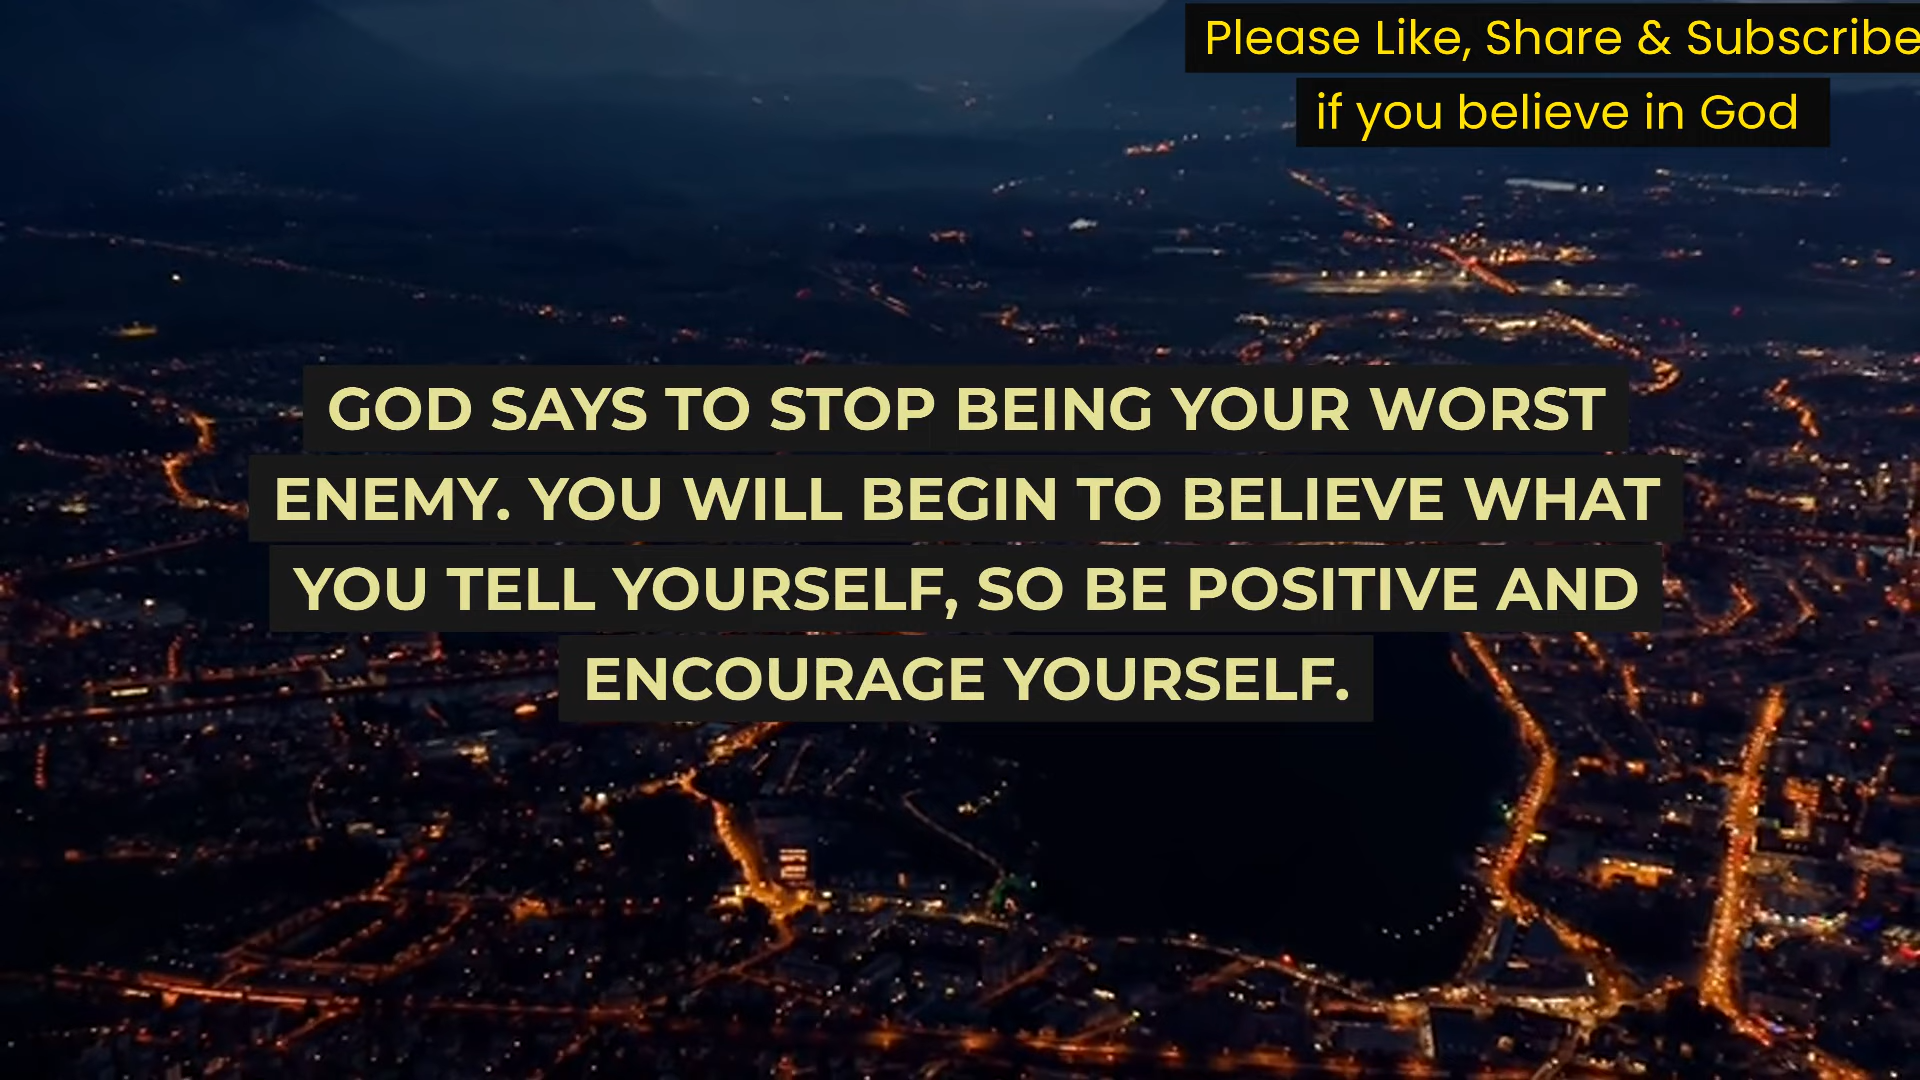 Please Like, Share & Subscribe
if you believe in God
GOD SAYS TO STOP BEING YOUR WORST
ENEMY. YOU WILL BEGIN TO BELIEVE WHAT
YOU TELL YOURSELF, SO BE POSITIVE AND
ENCOURAGE YOURSELF.